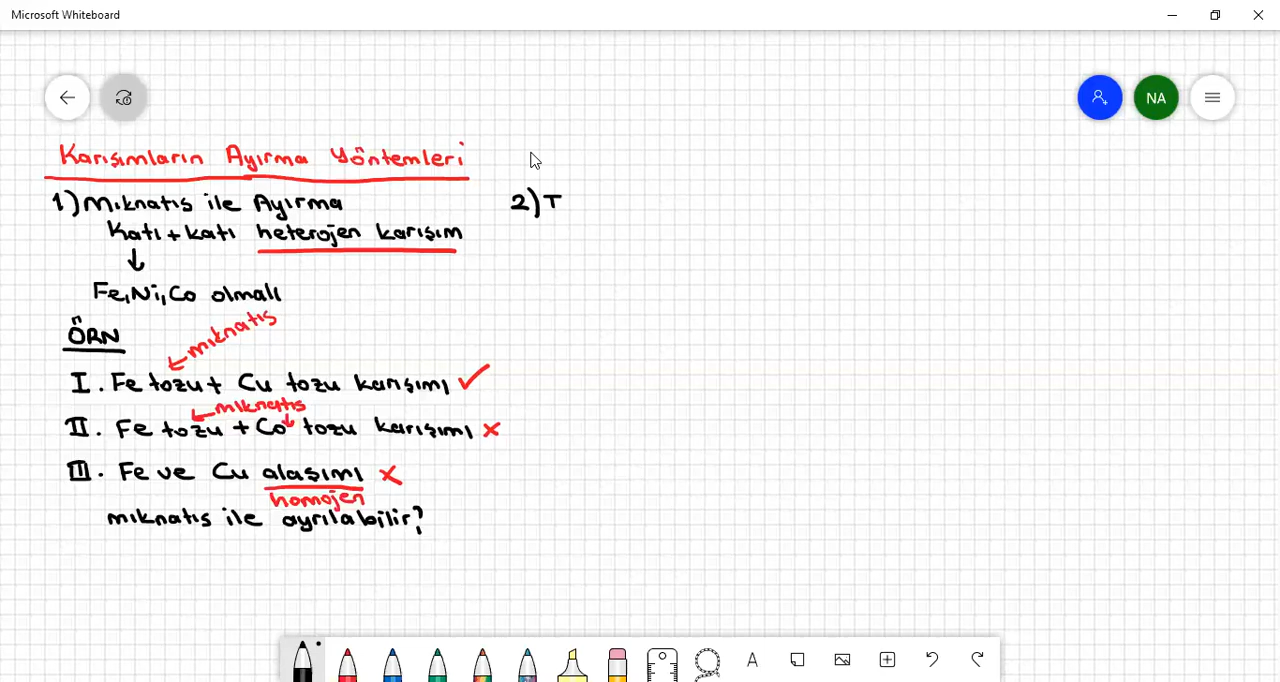 Microsoft Whiteboard
NA
Karışımların Ayırma Yöntemleri
1) Mıknatıs ile Ayırma
Katı + katı heterojen karışım
↓
Fe, Ni, Co olmalı
ÖRN
mıknatıs
I. Fe tozu + Cu tozu karışımı ✓
mıknatıs
II. Fe tozu + Co tozu karışımı ×
III. Fe ve Cu alaşımı ×
homojen
mıknatıs ile ayrılabilir?
2) T
A